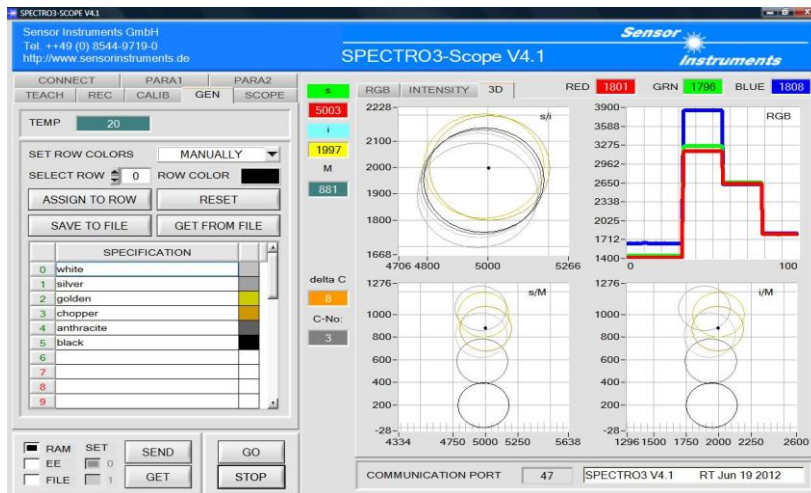 SPECTRO3-SCOPE V4.1
Sensor Instruments GmbH
Tel. ++49 (0) 8544-9719-0
http://www.sensorinstruments.de
SPECTRO3-Scope V4.1
Sensor
Instruments
CONNECT PARA1 PARA2
TEACH REC CALIB GEN SCOPE
TEMP 20
SET ROW COLORS MANUALLY
SELECT ROW 0 ROW COLOR
ASSIGN TO ROW RESET
SAVE TO FILE GET FROM FILE
SPECIFICATION
0 white
1 silver
2 golden
3 chopper
4 anthracite
5 black
6
7
8
9
RAM SET
EE 0
FILE 1
SEND GO
GET STOP
s
5003
i
1997
M
881
delta C
8
C-No:
3
RGB INTENSITY 3D
RED 1801 GRN 1796 BLUE 1808
s/i
2228
2100
2000
1900
1800
1668
4706 4800 5000 5266
RGB
3900
3588
3275
2962
2650
2338
2025
1712
1400
0 100
s/M
1276
1000
800
600
400
200
-28
4334 4750 5000 5250 5638
i/M
1276
1000
800
600
400
200
-28
1296 1500 1750 2000 2250 2600
COMMUNICATION PORT 47 SPECTRO3 V4.1 RT Jun 19 2012